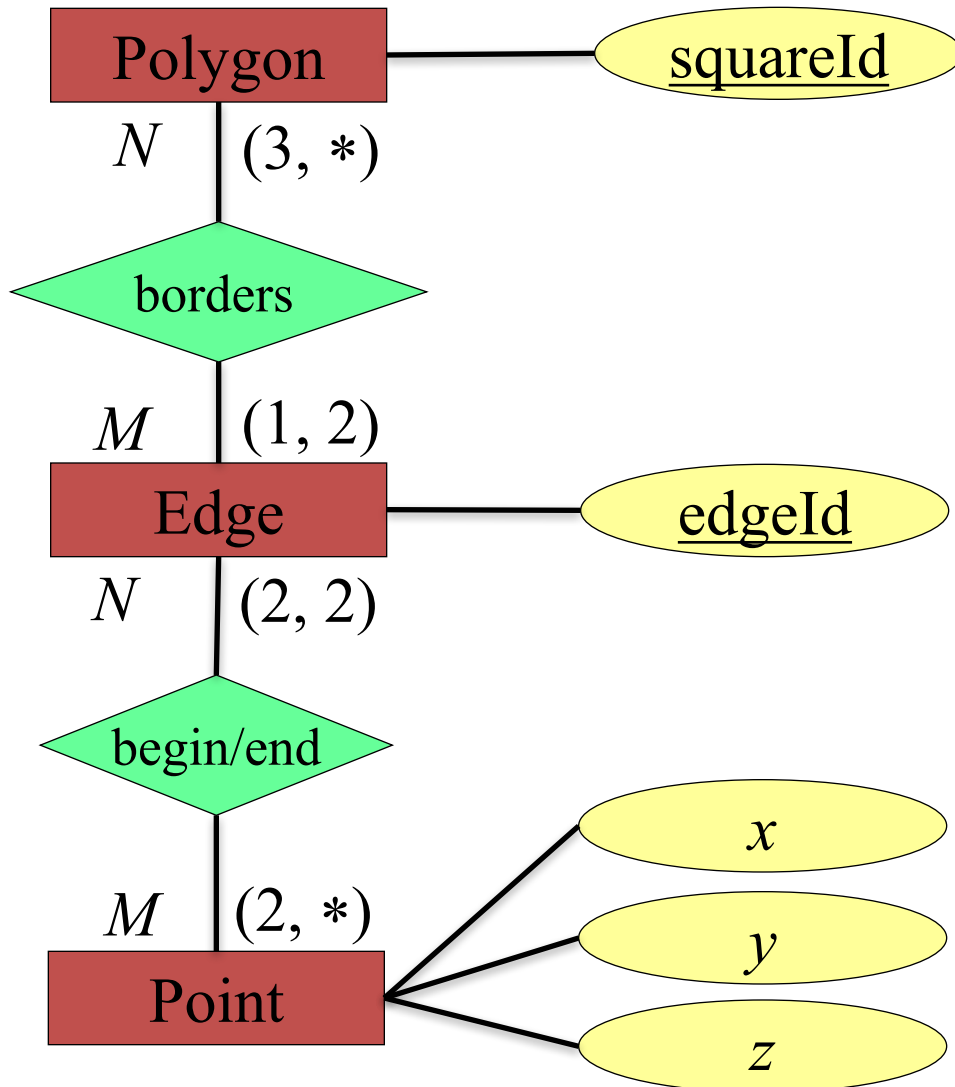 Polygon squareId
N (3, *)
borders
M (1, 2)
Edge edgeId
N (2, 2)
begin/end
x
M (2, *)
y
Point
z